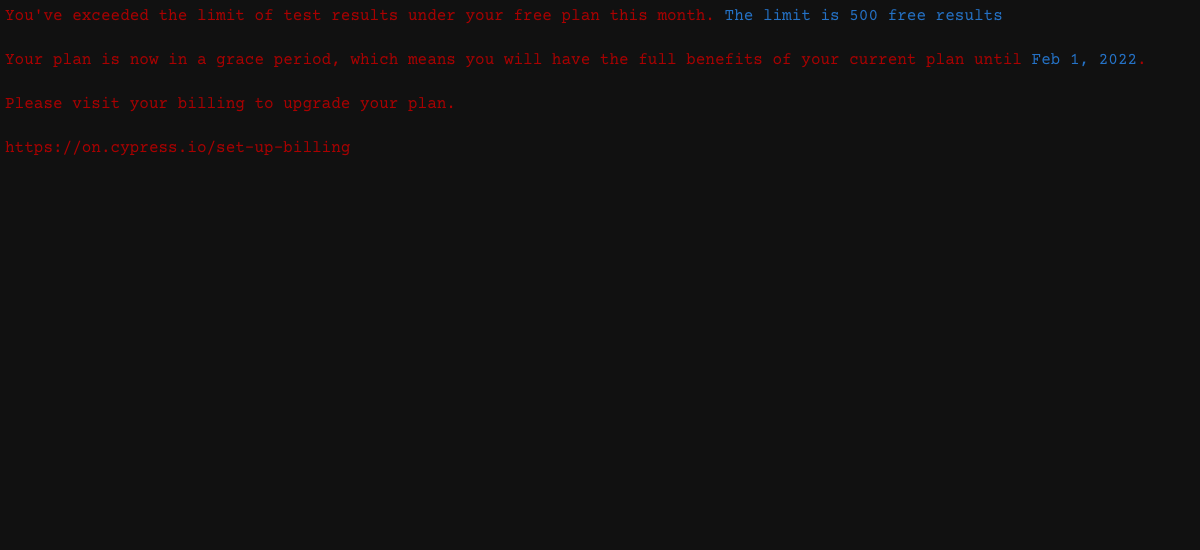 You've exceeded the limit of test results under your free plan this month. The limit is 500 free results
Your plan is now in a grace period, which means you will have the full benefits of your current plan until Feb 1, 2022.
Please visit your billing to upgrade your plan.
https://on.cypress.io/set-up-billing